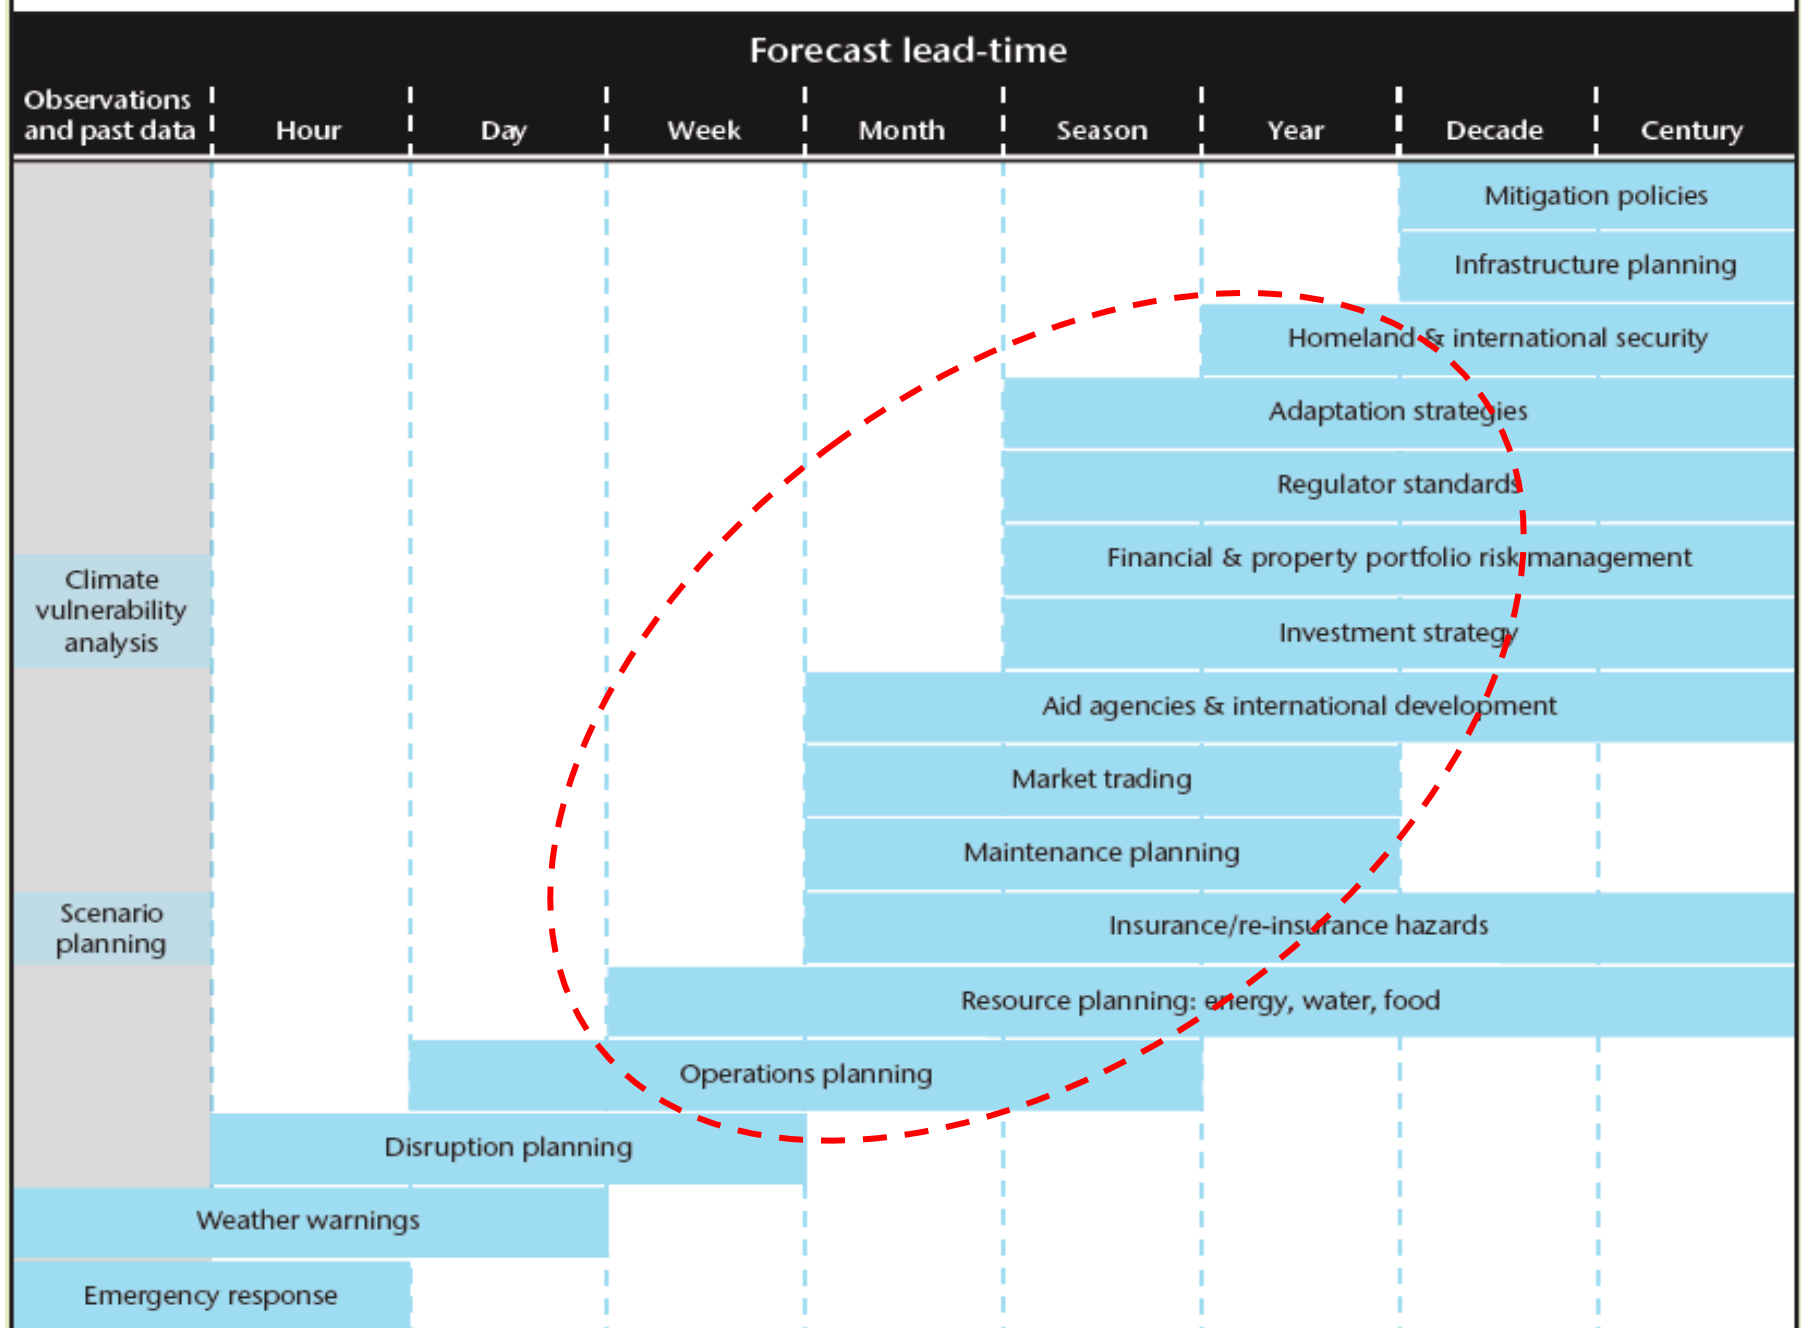 Forecast lead-time
Observations
and past data
Hour
Day
Week
Month
Season
Year
Decade
Century
Mitigation policies
Infrastructure planning
Homeland & international security
Adaptation strategies
Regulator standards
Financial & property portfolio risk management
Climate
vulnerability
analysis
Investment strategy
Aid agencies & international development
Market trading
Maintenance planning
Scenario
planning
Insurance/re-insurance hazards
Resource planning: energy, water, food
Operations planning
Disruption planning
Weather warnings
Emergency response